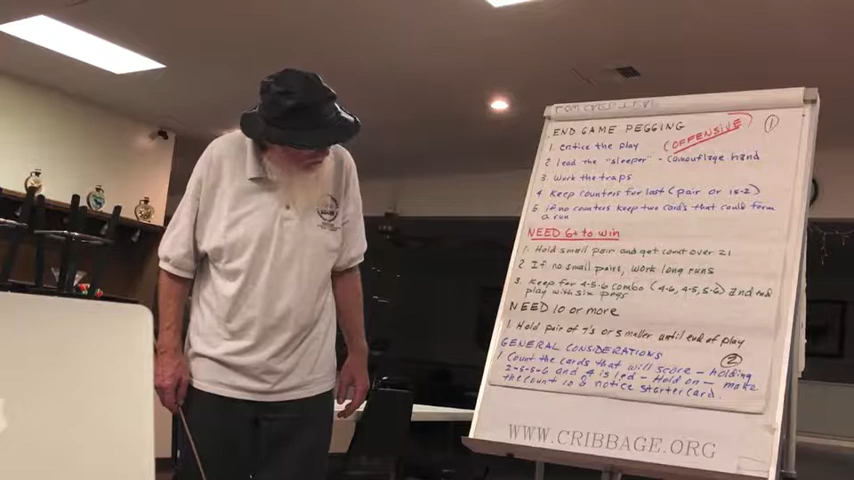 END GAME PEGGING (OFFENSIVE) 1
1. entice the play
2. lead the "sleeper" - camouflage hand
3. Work the traps
4. Keep counters for last (pair or 15-2)
5. if no counters keep two cards that could form
a run
NEED 6+ to win
1. Hold small pair and get count over 21
2. If no small pairs, work long runs
3. Keep 4-5-6 combo (4-6, 4-5, 5-6) and hold
play with six pegs)
NEED 10 or more
1. Hold pair of 7's or smaller until end of play
GENERAL CONSIDERATIONS 2
1. Count the cards that will score - holding
2-5-5-6 and a 4 is led - Hold on - making
the count is 8 notice starter card.
WWW.CRIBBAGE.ORG